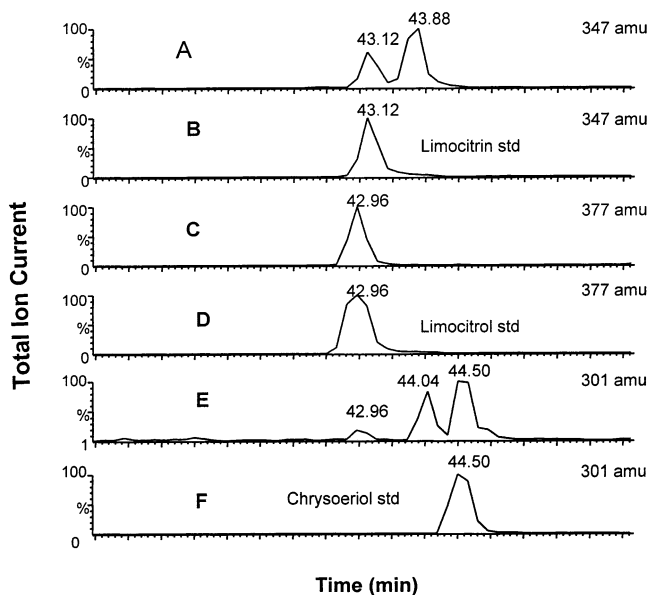 43.88
100
A
43.12
347 amu
%
0
43.12
100
B
347 amu
Limocitrin std
%
0
42.96
100
C
377 amu
%
0
42.96
100
377 amu
D
Limocitrol std
%
0
44.04 44.50
100
E
42.96
301 amu
%
1
44.50
100
301 amu
F
Chrysoeriol std
%
0
Total Ion Current
Time (min)